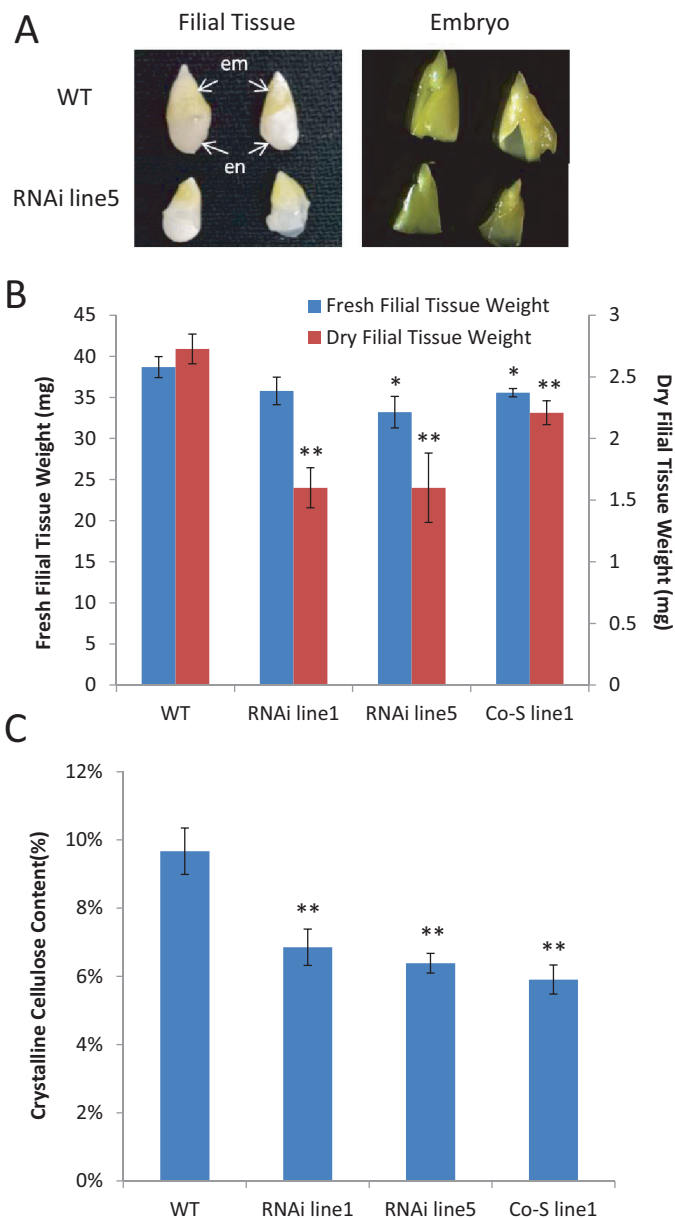 A
Filial Tissue
Embryo
WT
em
en
RNAi line5
B
Fresh Filial Tissue Weight
Dry Filial Tissue Weight
Fresh Filial Tissue Weight (mg)
45
40
35
30
25
20
15
10
5
0
*
*
**
**
**
3
2.5
2
1.5
1
0.5
0
Dry Filial Tissue Weight (mg)
WT
RNAi line1
RNAi line5
Co-S line1
C
Crystalline Cellulose Content(%)
12%
10%
8%
6%
4%
2%
0%
**
**
**
WT
RNAi line1
RNAi line5
Co-S line1